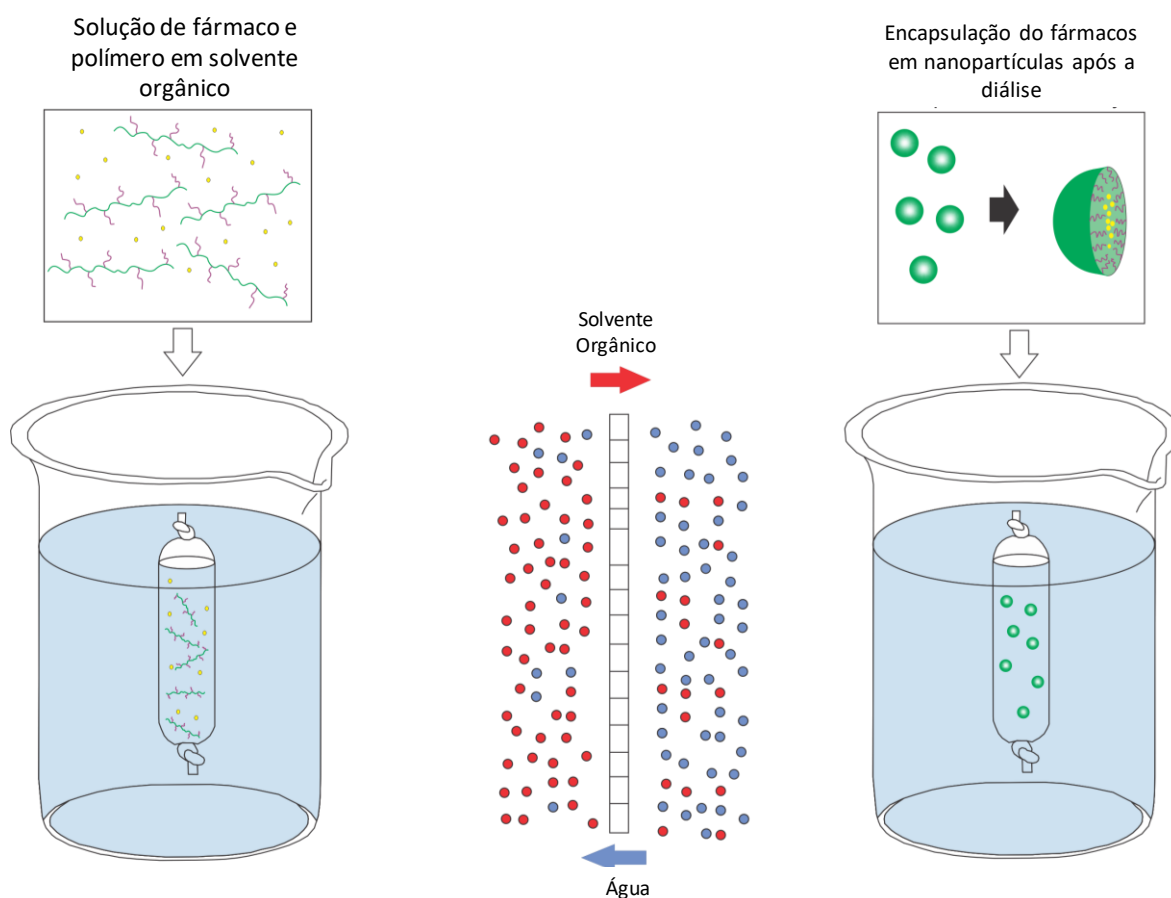 Solução de fármaco e
polímero em solvente
orgânico
Encapsulação do fármacos
em nanopartículas após a
diálise
Solvente
Orgânico
Água